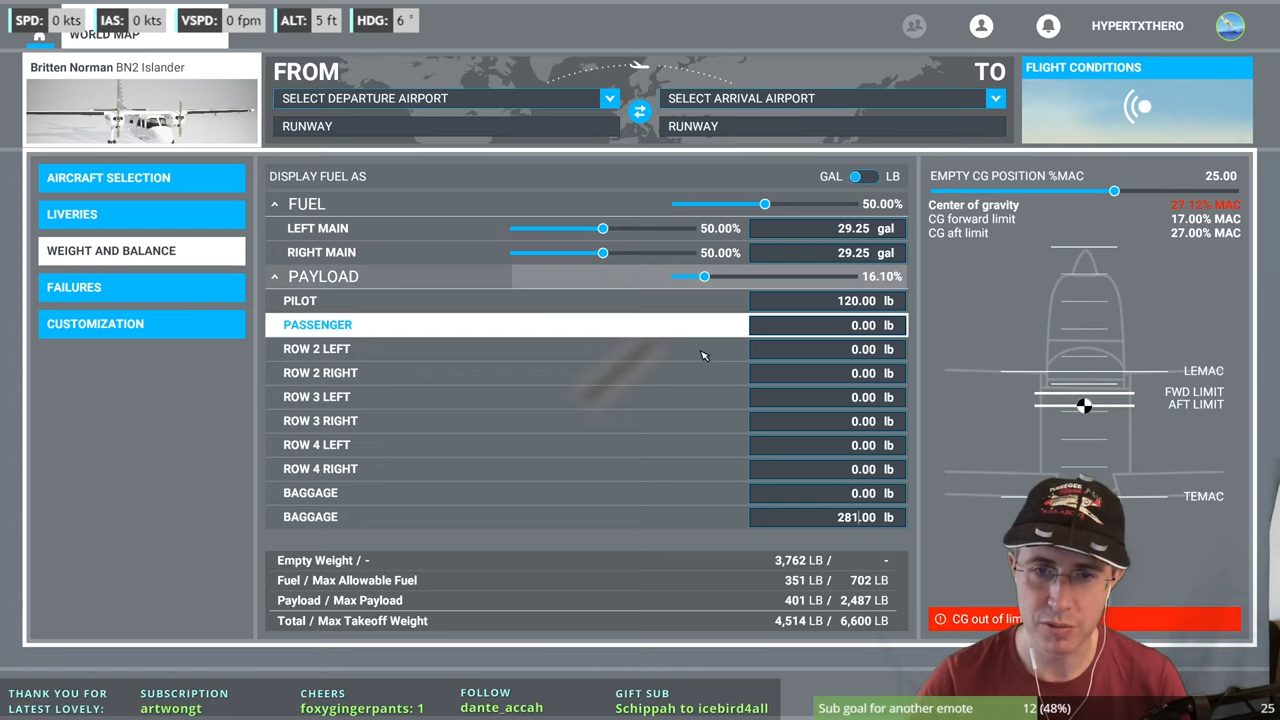 SPD: 0 kts IAS: 0 kts VSPD: 0 fpm ALT: 5 ft HDG: 6 °
WORLD MAP
HYPERTXTHERO
Britten Norman BN2 Islander
FROM
TO
SELECT DEPARTURE AIRPORT
SELECT ARRIVAL AIRPORT
RUNWAY
RUNWAY
FLIGHT CONDITIONS
AIRCRAFT SELECTION
LIVERIES
WEIGHT AND BALANCE
FAILURES
CUSTOMIZATION
DISPLAY FUEL AS GAL LB
FUEL 50.00%
LEFT MAIN 50.00% 29.25 gal
RIGHT MAIN 50.00% 29.25 gal
PAYLOAD 16.10%
PILOT 120.00 lb
PASSENGER 0.00 lb
ROW 2 LEFT 0.00 lb
ROW 2 RIGHT 0.00 lb
ROW 3 LEFT 0.00 lb
ROW 3 RIGHT 0.00 lb
ROW 4 LEFT 0.00 lb
ROW 4 RIGHT 0.00 lb
BAGGAGE 0.00 lb
BAGGAGE 281.00 lb
Empty Weight / - 3,762 LB / -
Fuel / Max Allowable Fuel 351 LB / 702 LB
Payload / Max Payload 401 LB / 2,487 LB
Total / Max Takeoff Weight 4,514 LB / 6,600 LB
EMPTY CG POSITION %MAC 25.00
Center of gravity 27.12% MAC
CG forward limit 17.00% MAC
CG aft limit 27.00% MAC
LEMAC
FWD LIMIT
AFT LIMIT
TEMAC
CG out of lim
THANK YOU FOR
LATEST LOVELY:
SUBSCRIPTION
artwongt
CHEERS
foxygingerpants: 1
FOLLOW
dante_accah
GIFT SUB
Schippah to icebird4all
Sub goal for another emote 12 (48%) 25